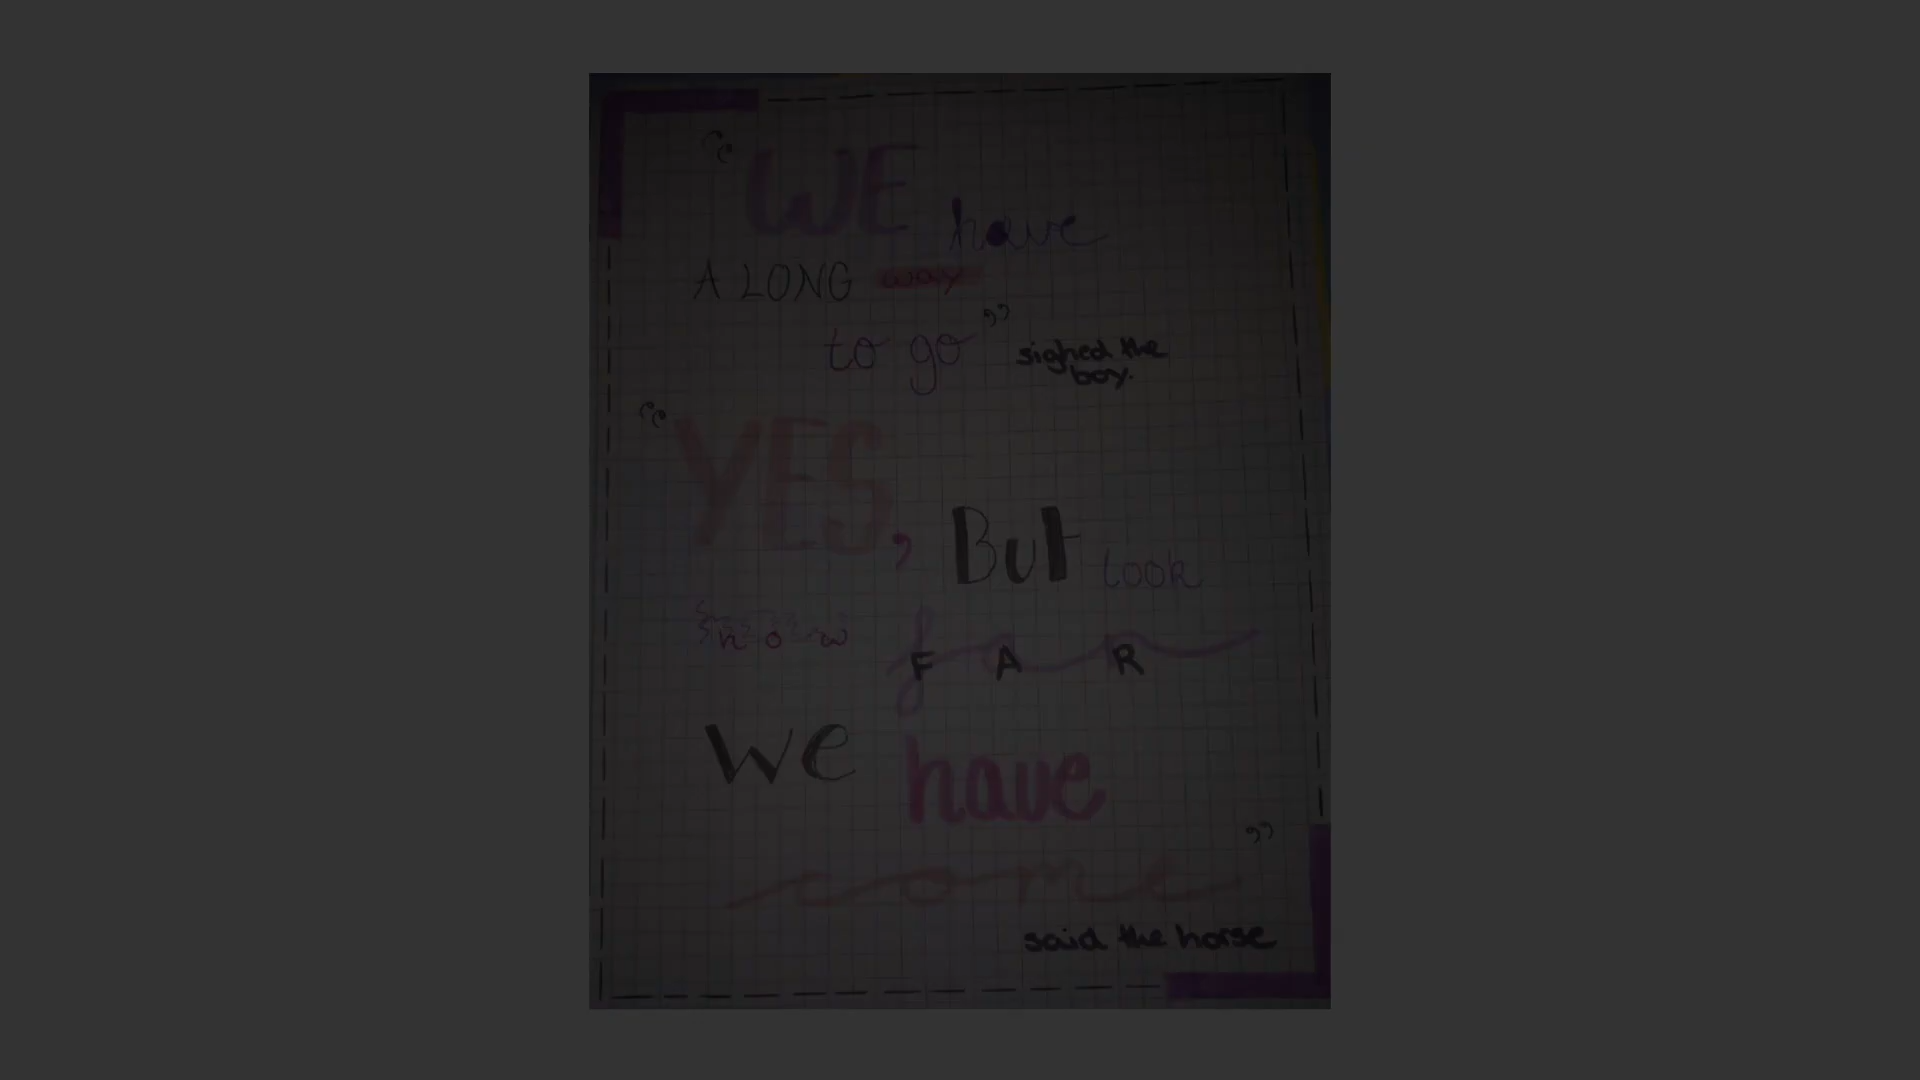 “WE have
A LONG way
to go” sighed the
boy.
“YES, But look
how FAR
We have
come”
said the horse